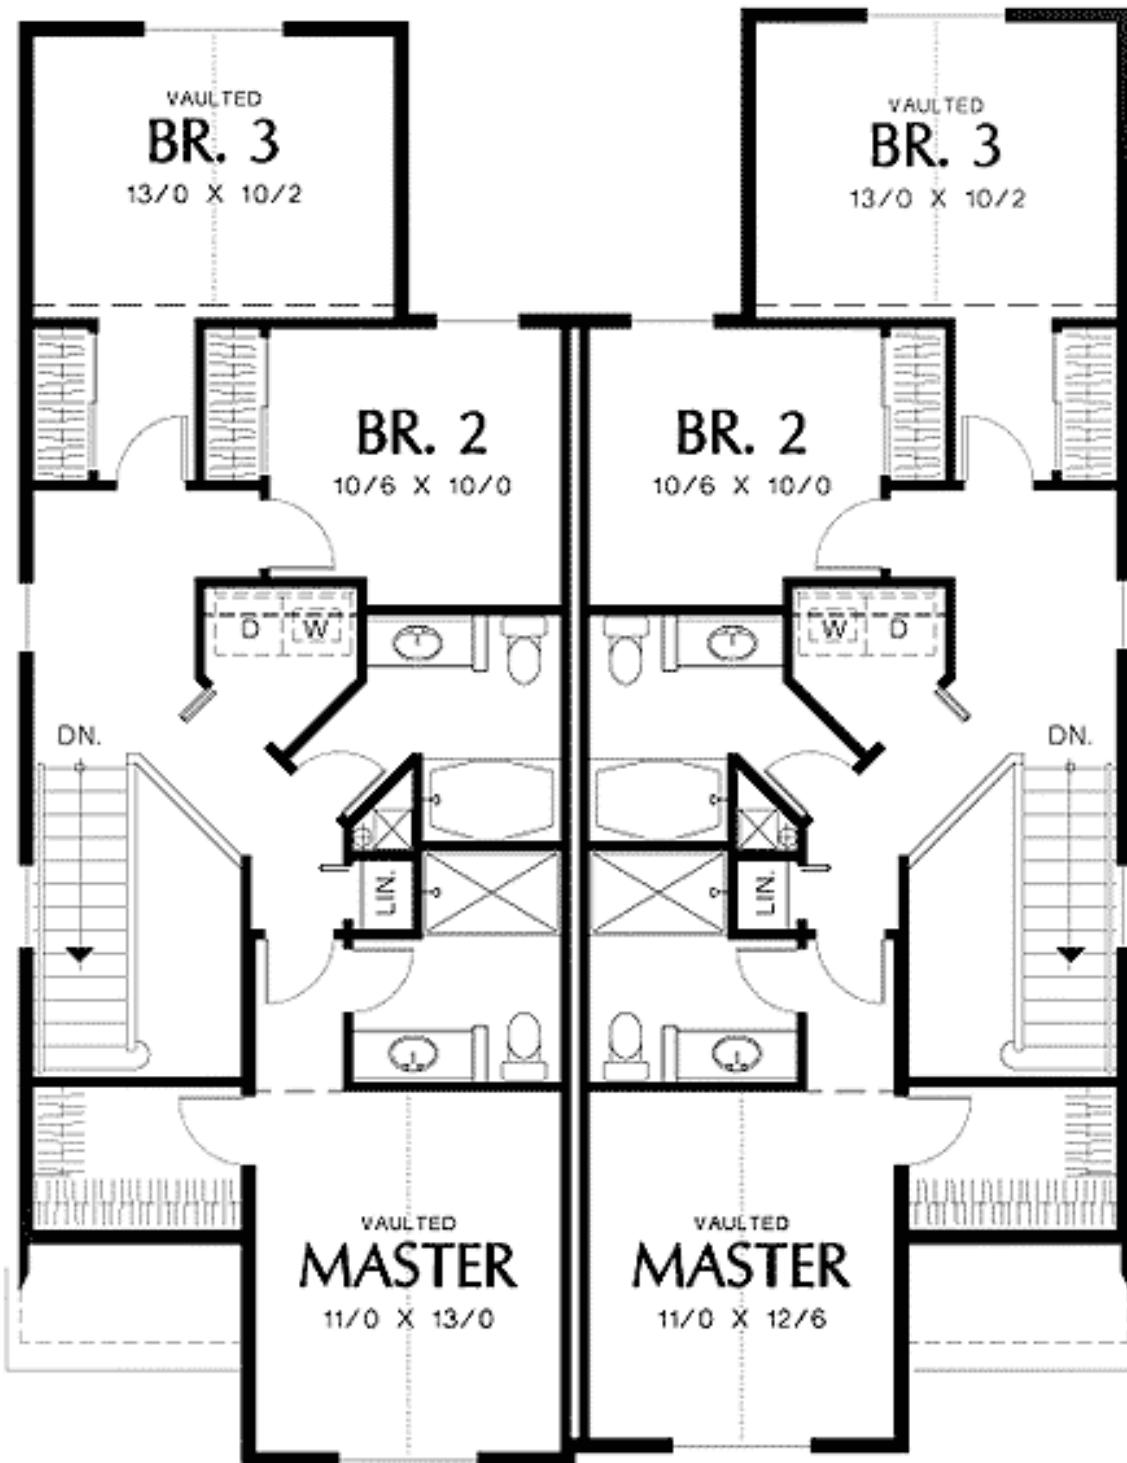 VAULTED
BR. 3
13/0 X 10/2
VAULTED
BR. 3
13/0 X 10/2
BR. 2
10/6 X 10/0
BR. 2
10/6 X 10/0
D W
W D
DN.
DN.
LIN.
LIN.
VAULTED
MASTER
11/0 X 13/0
VAULTED
MASTER
11/0 X 12/6